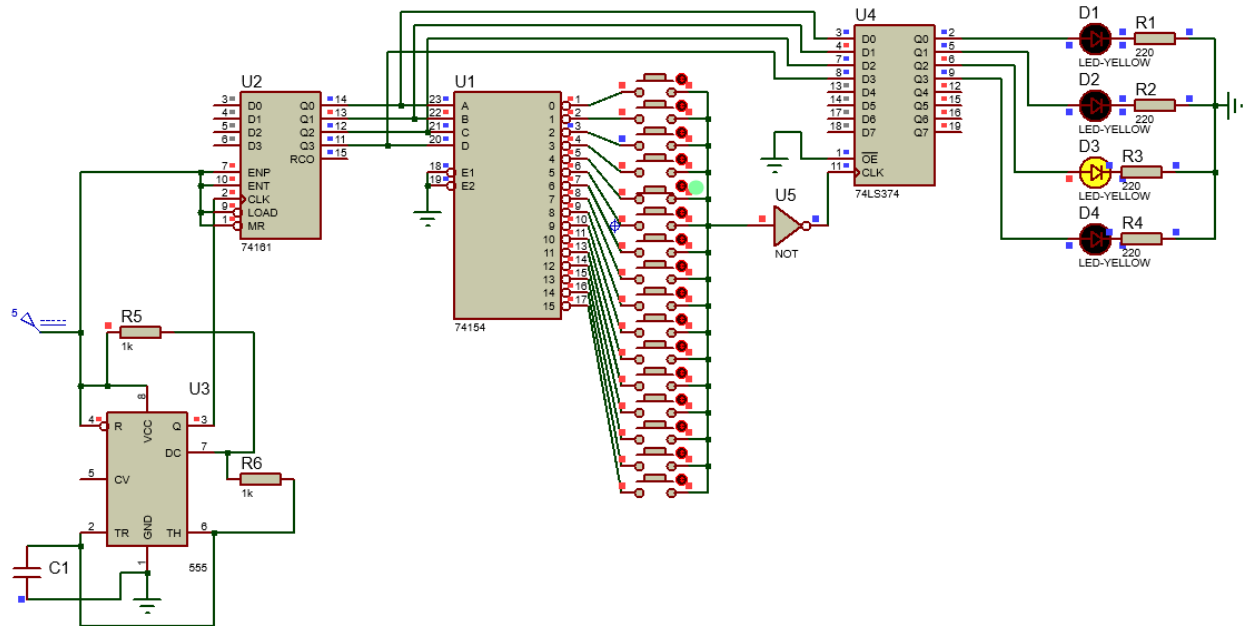 U2
3 D0 Q0 14
4 D1 Q1 13
5 D2 Q2 12
6 D3 Q3 11
RCO 15
7 ENP
10 ENT
2 CLK
9 LOAD
1 MR
74161
U1
23 A 0 1
22 B 1 2
21 C 2 3
20 D 3 4
4 5
5 6
18 E1 6 7
19 E2 7 8
8 9
9 10
10 11
11 13
12 14
13 15
14 16
15 17
74154
U4
3 D0 Q0 2
4 D1 Q1 5
7 D2 Q2 6
8 D3 Q3 9
13 D4 Q4 12
14 D5 Q5 15
17 D6 Q6 16
18 D7 Q7 19
1 OE
11 CLK
74LS374
U5
NOT
D1 R1
220
LED-YELLOW
D2 R2
220
LED-YELLOW
D3 R3
220
LED-YELLOW
D4 R4
220
LED-YELLOW
5
R5
1k
U3
8
4 R VCC Q 3
DC 7
5 CV
2 TR GND TH 6
1
555
R6
1k
C1